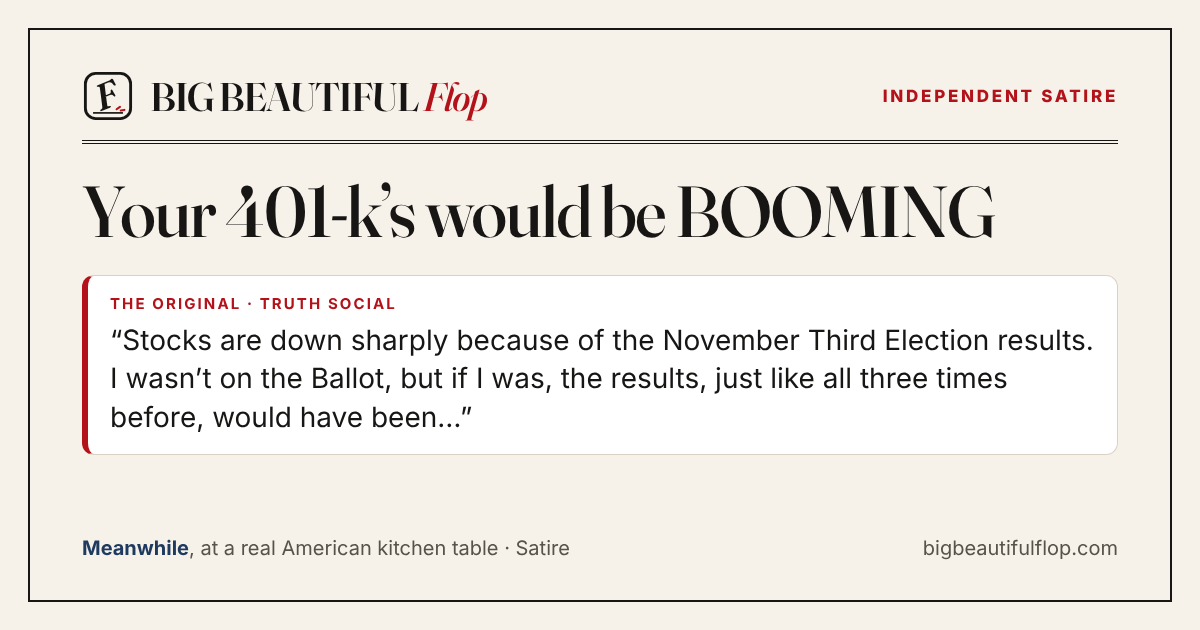 F
BIG BEAUTIFUL Flop
INDEPENDENT SATIRE
Your 401-k’s would be BOOMING
THE ORIGINAL · TRUTH SOCIAL
“Stocks are down sharply because of the November Third Election results.
I wasn’t on the Ballot, but if I was, the results, just like all three times
before, would have been…”
Meanwhile, at a real American kitchen table · Satire
bigbeautifulflop.com